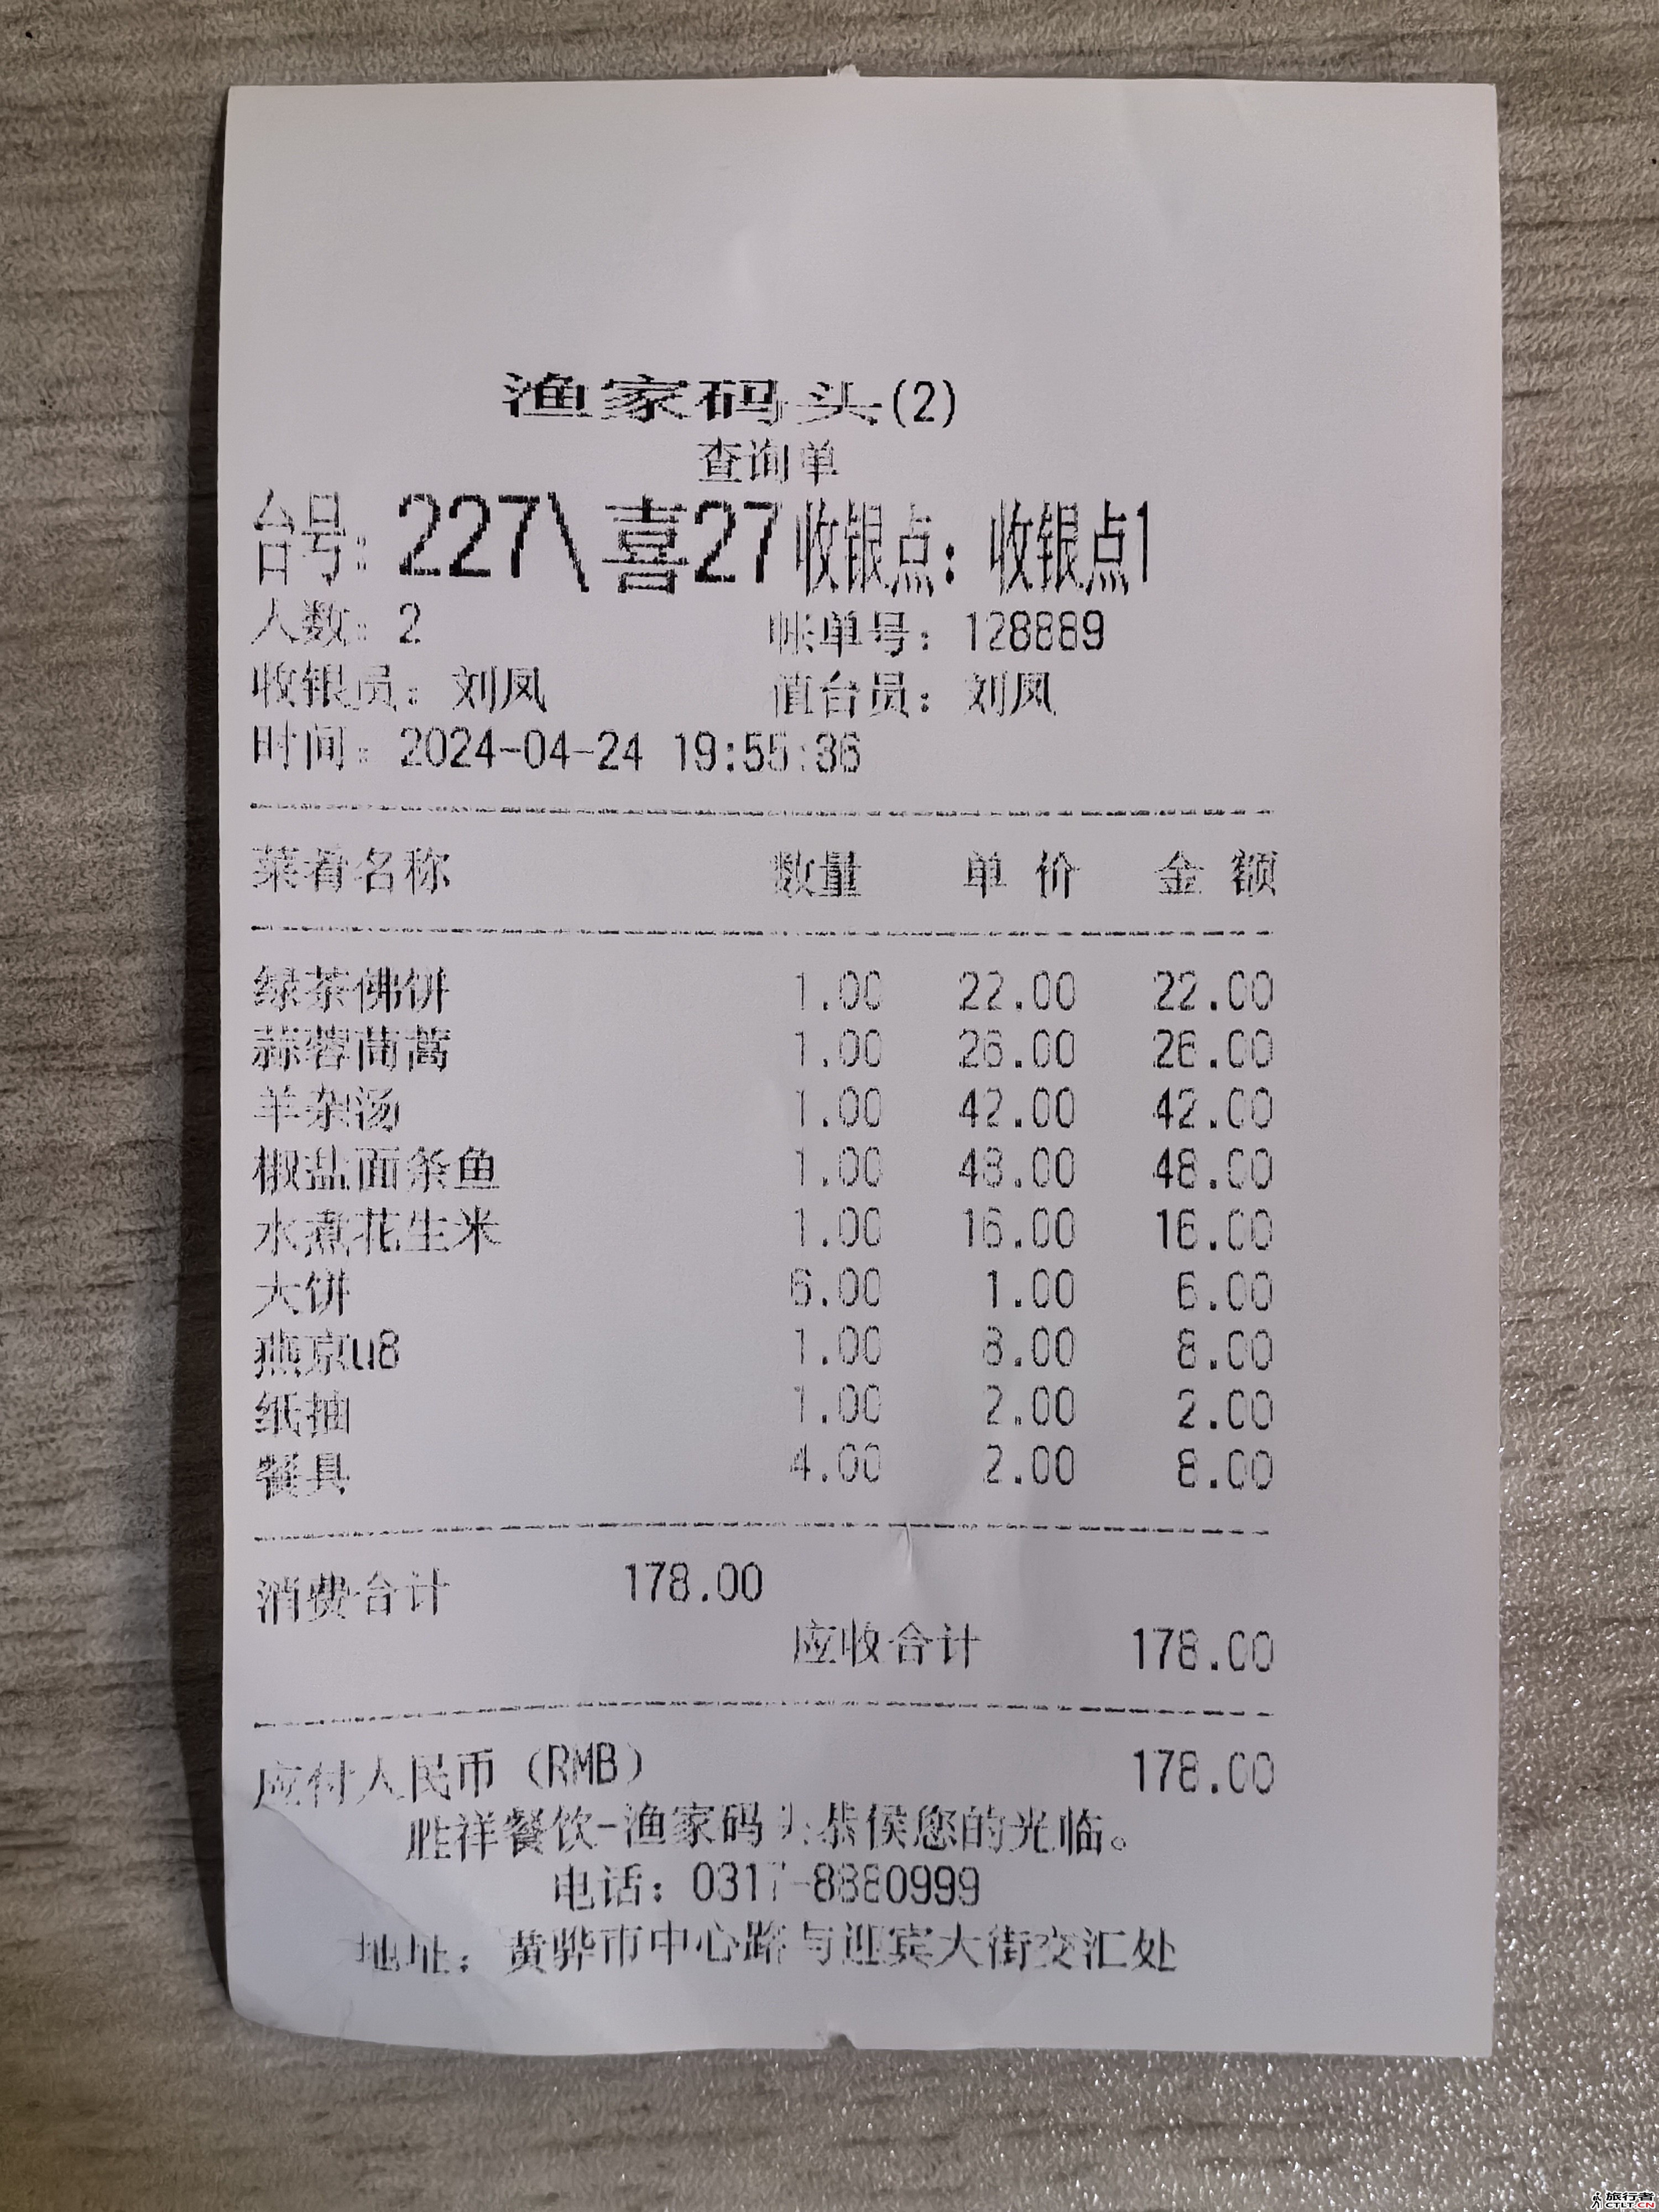 渔家码头(2)
查询单
台号：227\喜27 收银点：收银点1
人数：2 帐单号：128889
收银员：刘凤 值台员：刘凤
时间：2024-04-24 19:55:36
菜肴名称 数量 单价 金额
绿茶佛饼 1.00 22.00 22.00
蒜蓉茼蒿 1.00 26.00 26.00
羊杂汤 1.00 42.00 42.00
椒盐面条鱼 1.00 48.00 48.00
水煮花生米 1.00 16.00 16.00
大饼 6.00 1.00 6.00
燕京u8 1.00 8.00 8.00
纸抽 1.00 2.00 2.00
餐具 4.00 2.00 8.00
消费合计 178.00
应收合计 178.00
应付人民币（RMB） 178.00
胜祥餐饮-渔家码头恭候您的光临。
电话：0317-8880999
地址：黄骅市中心路与迎宾大街交汇处
旅行者
CTLT.CN